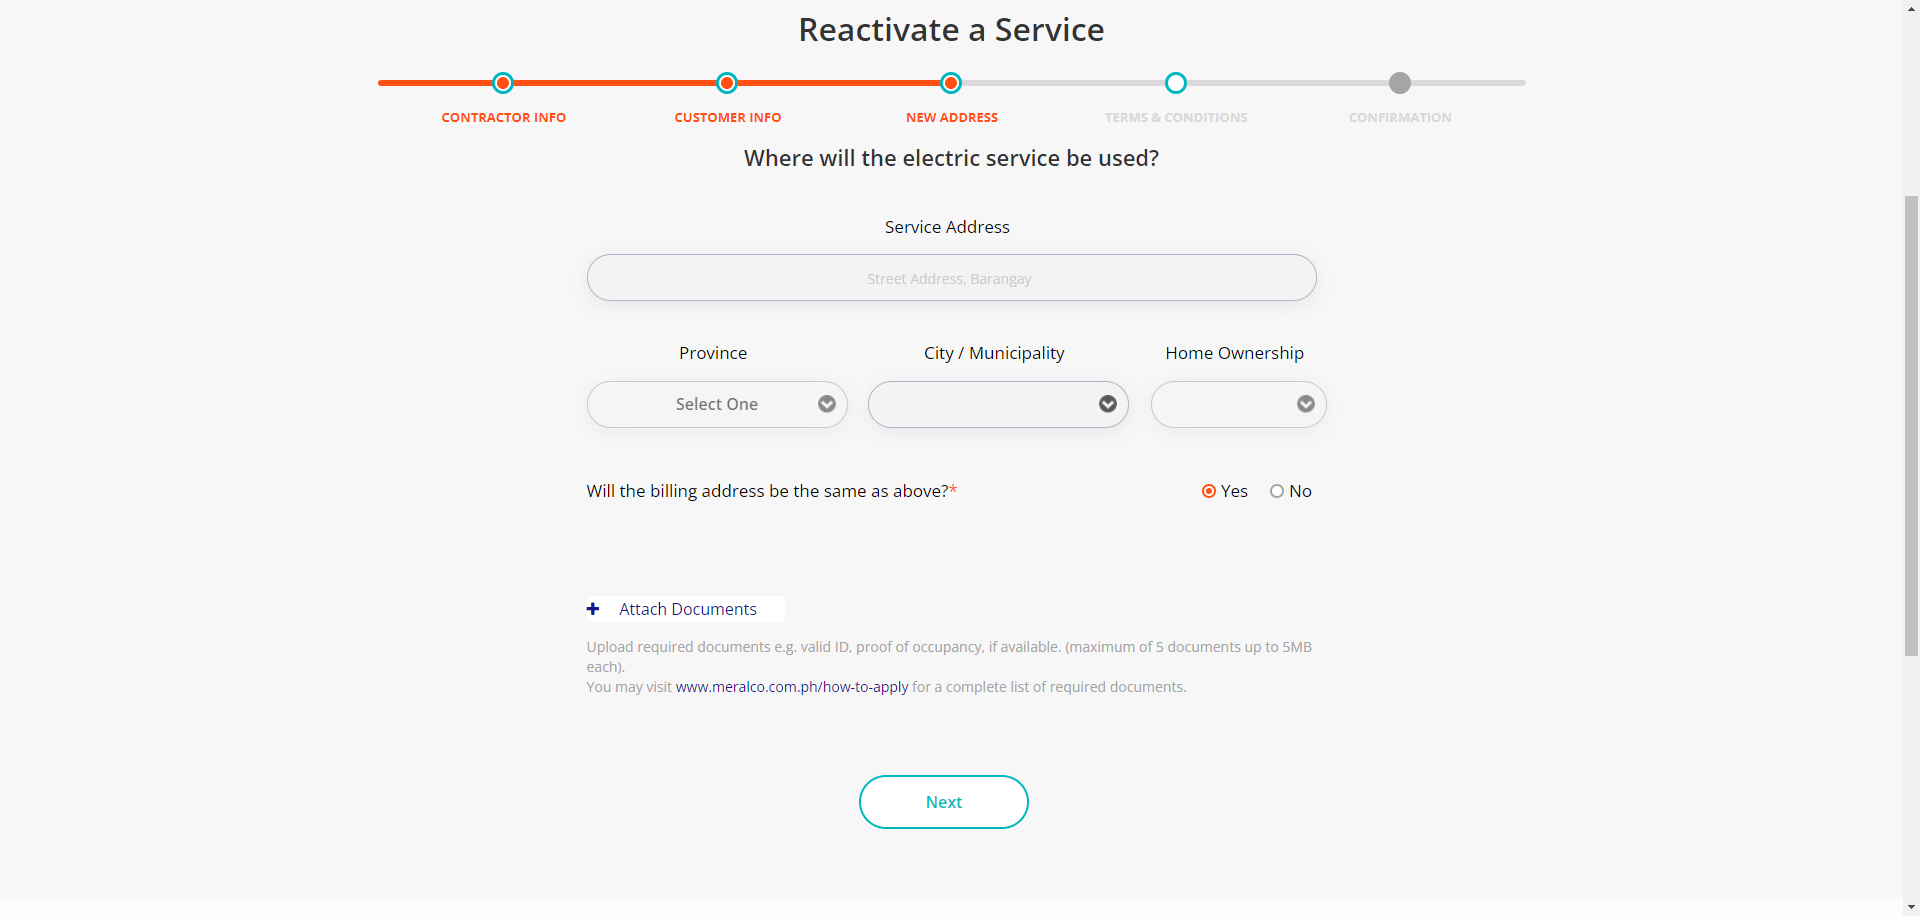 Reactivate a Service
CONTRACTOR INFO
CUSTOMER INFO
NEW ADDRESS
TERMS & CONDITIONS
CONFIRMATION
Where will the electric service be used?
Service Address
Street Address, Barangay
Province
City / Municipality
Home Ownership
Select One
Will the billing address be the same as above?*
Yes
No
Attach Documents
Upload required documents e.g. valid ID, proof of occupancy, if available. (maximum of 5 documents up to 5MB
each).
You may visit www.meralco.com.ph/how-to-apply for a complete list of required documents.
Next